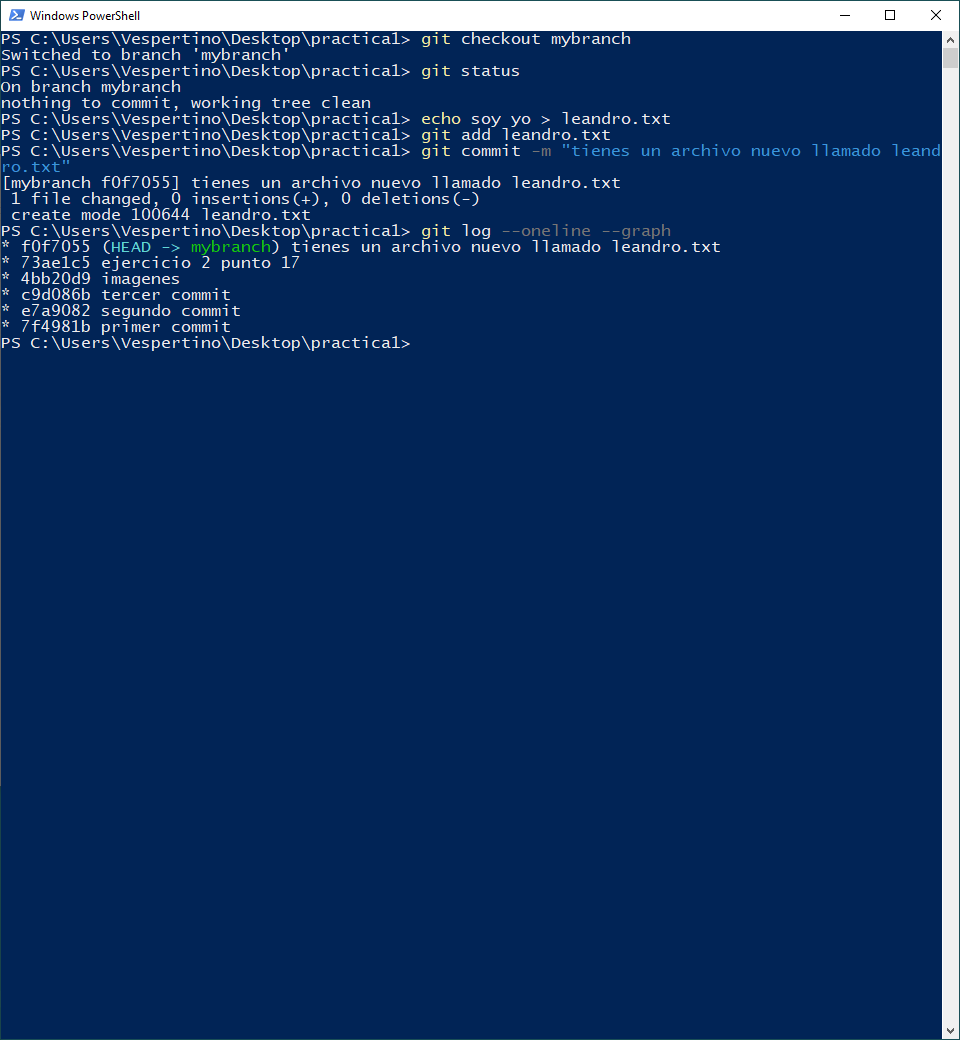 Windows PowerShell
PS C:\Users\Vespertino\Desktop\practica1> git checkout mybranch
Switched to branch 'mybranch'
PS C:\Users\Vespertino\Desktop\practica1> git status
On branch mybranch
nothing to commit, working tree clean
PS C:\Users\Vespertino\Desktop\practica1> echo soy yo > leandro.txt
PS C:\Users\Vespertino\Desktop\practica1> git add leandro.txt
PS C:\Users\Vespertino\Desktop\practica1> git commit -m "tienes un archivo nuevo llamado leand
ro.txt"
[mybranch f0f7055] tienes un archivo nuevo llamado leandro.txt
 1 file changed, 0 insertions(+), 0 deletions(-)
 create mode 100644 leandro.txt
PS C:\Users\Vespertino\Desktop\practica1> git log --oneline --graph
* f0f7055 (HEAD -> mybranch) tienes un archivo nuevo llamado leandro.txt
* 73ae1c5 ejercicio 2 punto 17
* 4bb20d9 imagenes
* c9d086b tercer commit
* e7a9082 segundo commit
* 7f4981b primer commit
PS C:\Users\Vespertino\Desktop\practica1>